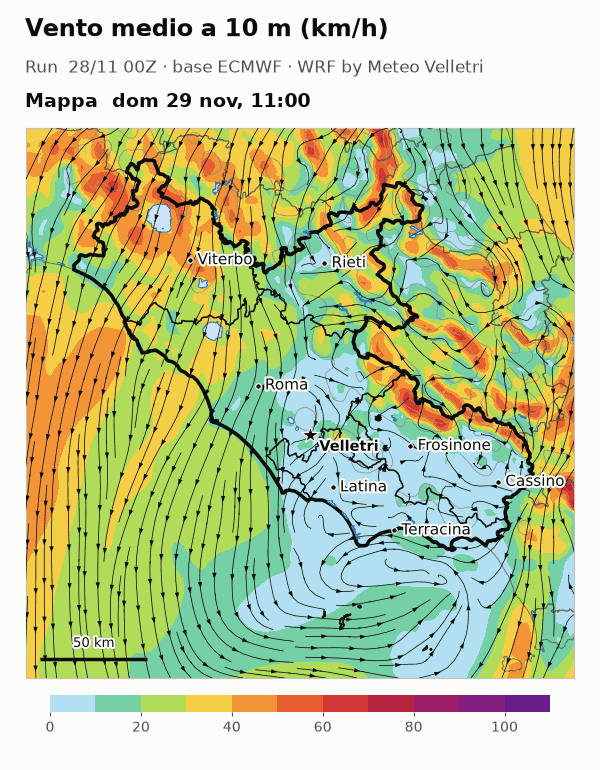 Vento medio a 10 m (km/h)
Run 28/11 00Z · base ECMWF · WRF by Meteo Velletri
Mappa dom 29 nov, 11:00
Viterbo
Rieti
Roma
Velletri
Frosinone
Cassino
Latina
Terracina
50 km
0 20 40 60 80 100